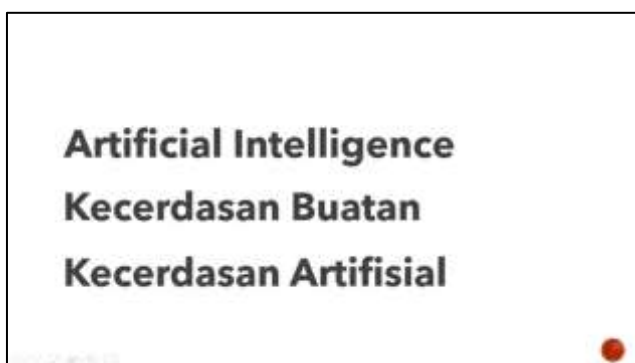 Artificial Intelligence
Kecerdasan Buatan
Kecerdasan Artifisial